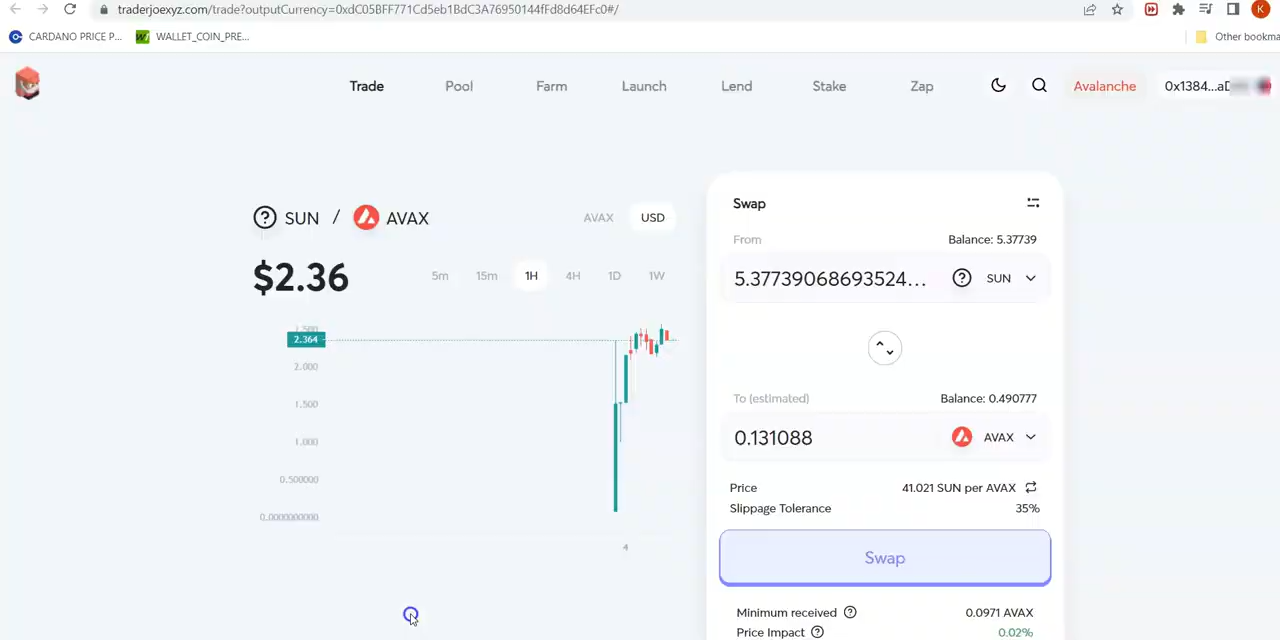 traderjoexyz.com/trade?outputCurrency=0xdC05BFF771Cd5eb1BdC3A76950144fFd8d64EFc0#/
K
CARDANO PRICE P... WALLET_COIN_PRE... Other bookma
Trade Pool Farm Launch Lend Stake Zap Avalanche 0x1384...aD
SUN / AVAX AVAX USD
$2.36 5m 15m 1H 4H 1D 1W
2.364
2.000
1.500
1.000
0.500000
0.0000000000
4
Swap
From Balance: 5.37739
5.37739068693524... SUN
To (estimated) Balance: 0.490777
0.131088 AVAX
Price 41.021 SUN per AVAX
Slippage Tolerance 35%
Swap
Minimum received 0.0971 AVAX
Price Impact 0.02%